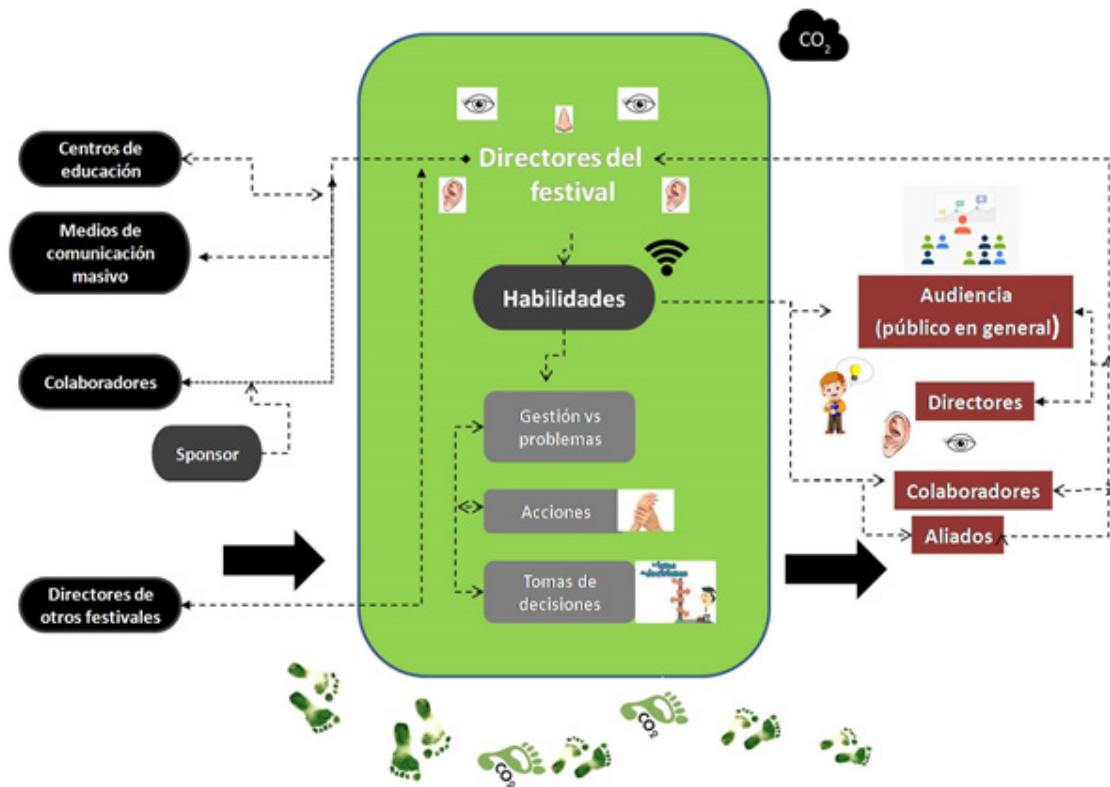 CO₂
Directores del
festival
Centros de
educación
Medios de
comunicación
masivo
Habilidades
Audiencia
(público en general)
Colaboradores
Directores
Gestión vs
problemas
Sponsor
Colaboradores
Acciones
Aliados
Tomas de
decisiones
Directores de
otros festivales
CO₂
CO₂